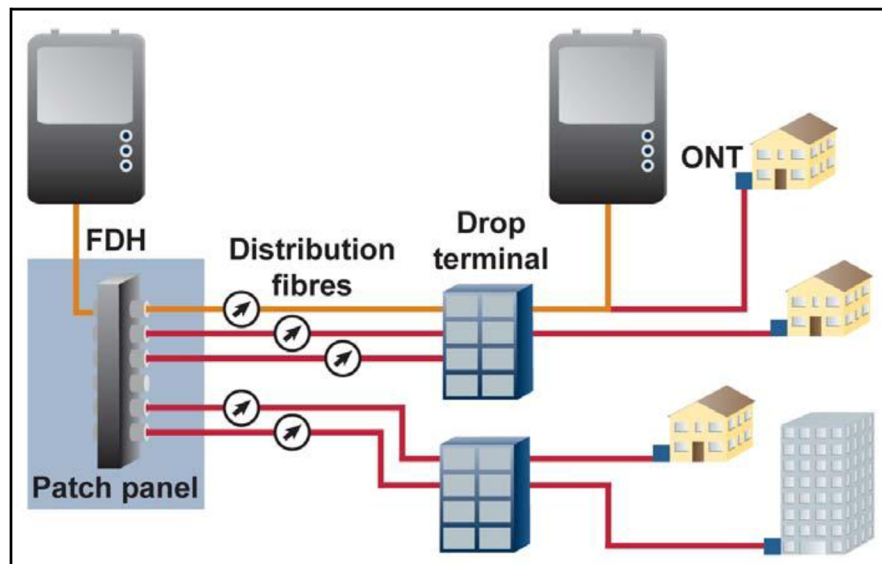 ONT
FDH
Distribution
fibres
Drop
terminal
Patch panel